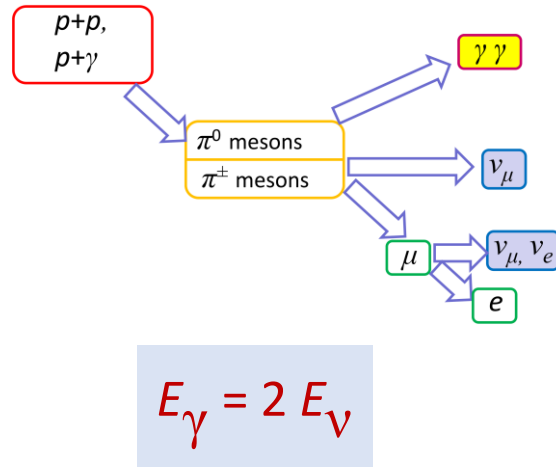 p+p,
p+γ
γ γ
π⁰ mesons
π± mesons
ν_μ
μ
ν_μ, ν_e
e
E_γ = 2 E_ν